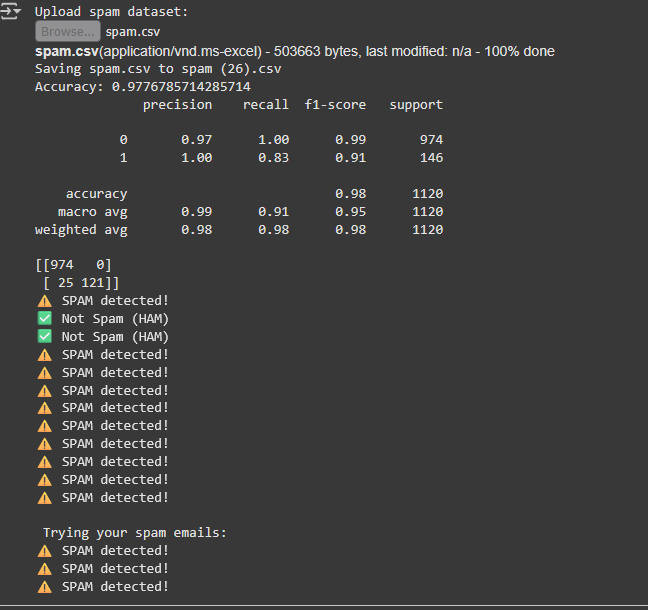 Upload spam dataset:
Browse... spam.csv
spam.csv(application/vnd.ms-excel) - 503663 bytes, last modified: n/a - 100% done
Saving spam.csv to spam (26).csv
Accuracy: 0.9776785714285714
precision recall f1-score support
0 0.97 1.00 0.99 974
1 1.00 0.83 0.91 146
accuracy 0.98 1120
macro avg 0.99 0.91 0.95 1120
weighted avg 0.98 0.98 0.98 1120
[[974 0]
[ 25 121]]
⚠️ SPAM detected!
✅ Not Spam (HAM)
✅ Not Spam (HAM)
⚠️ SPAM detected!
⚠️ SPAM detected!
⚠️ SPAM detected!
⚠️ SPAM detected!
⚠️ SPAM detected!
⚠️ SPAM detected!
⚠️ SPAM detected!
⚠️ SPAM detected!
⚠️ SPAM detected!
Trying your spam emails:
⚠️ SPAM detected!
⚠️ SPAM detected!
⚠️ SPAM detected!